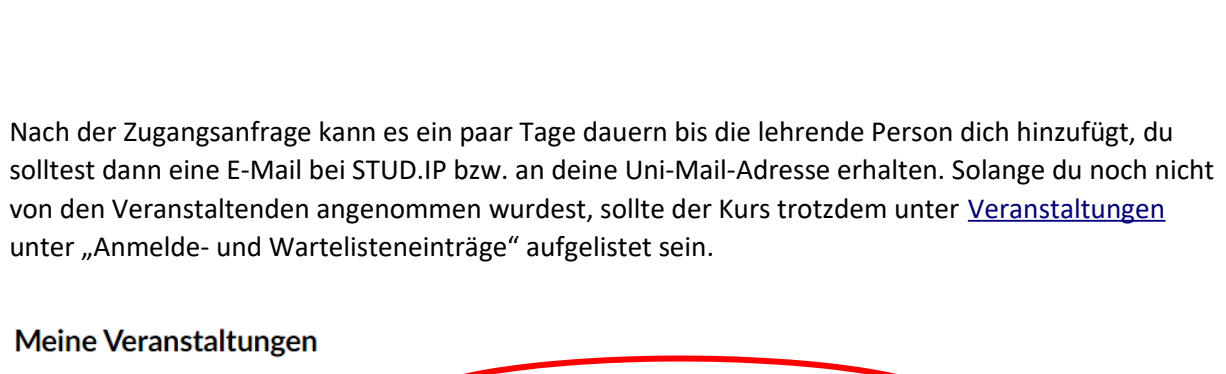 Nach der Zugangsanfrage kann es ein paar Tage dauern bis die lehrende Person dich hinzufügt, du
solltest dann eine E-Mail bei STUD.IP bzw. an deine Uni-Mail-Adresse erhalten. Solange du noch nicht
von den Veranstaltenden angenommen wurdest, sollte der Kurs trotzdem unter Veranstaltungen
unter „Anmelde- und Wartelisteneinträge“ aufgelistet sein.
Meine Veranstaltungen